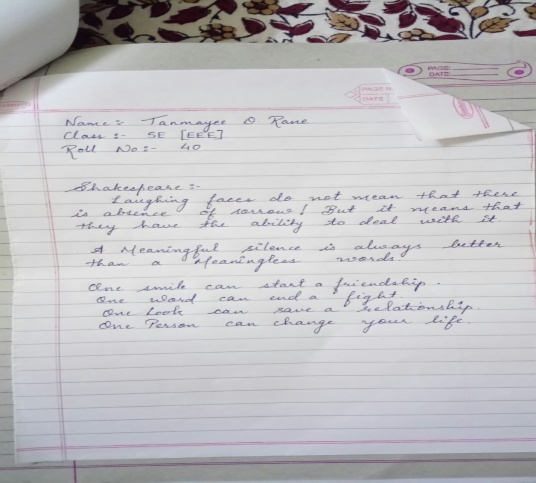 PAGE
DATE
PAGE N
DATE
Name:- Tanmayee D Rane
Class :- SE [EEE]
Roll No:- 40
Shakespeare :-
Laughing faces do not mean that there
is absence of sorrow! But it means that
they have the ability to deal with it
A Meaningful silence is always better
than a Meaningless words.
One smile can start a friendship.
One word can end a fight.
One Look can save a relationship.
One Person can change your life.